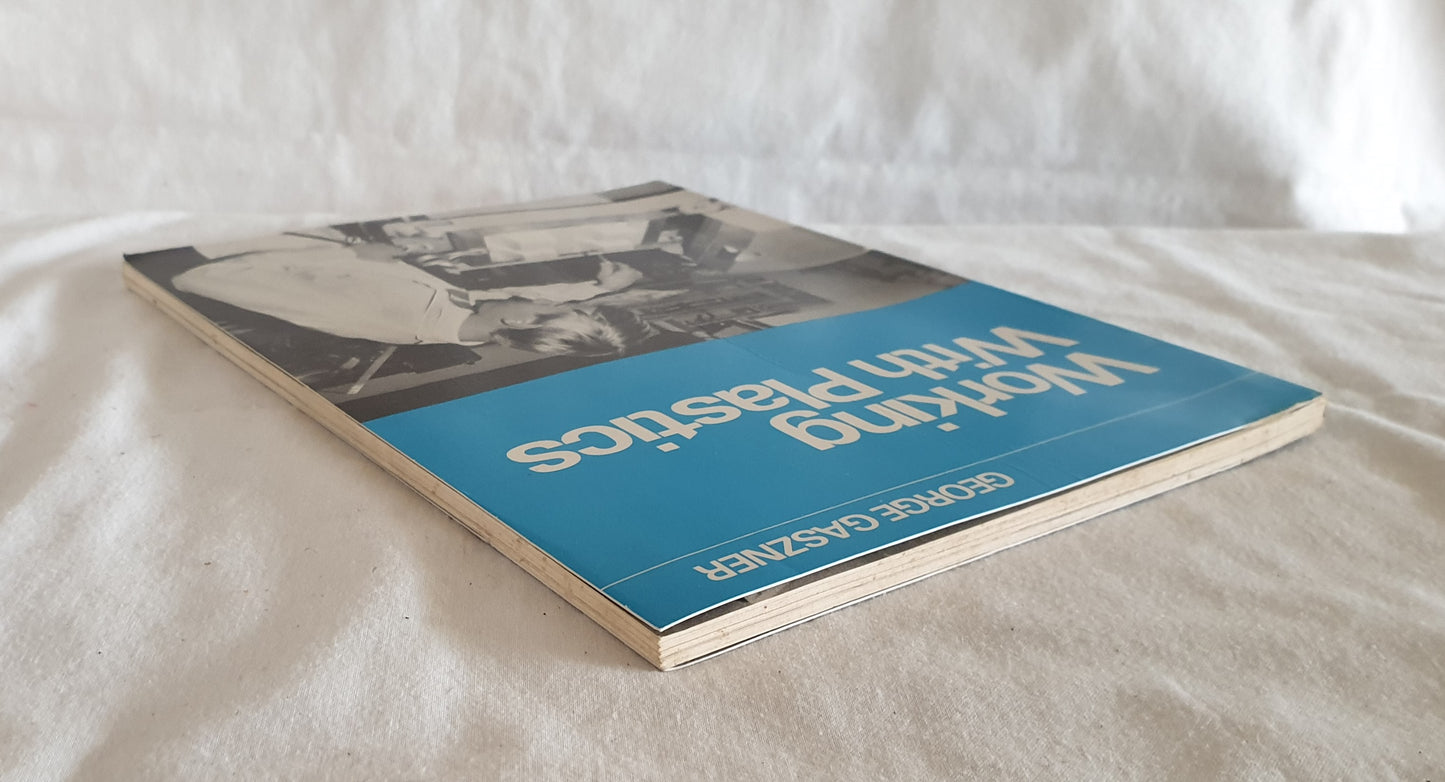 GEORGE GASZNER
Working
With Plastics